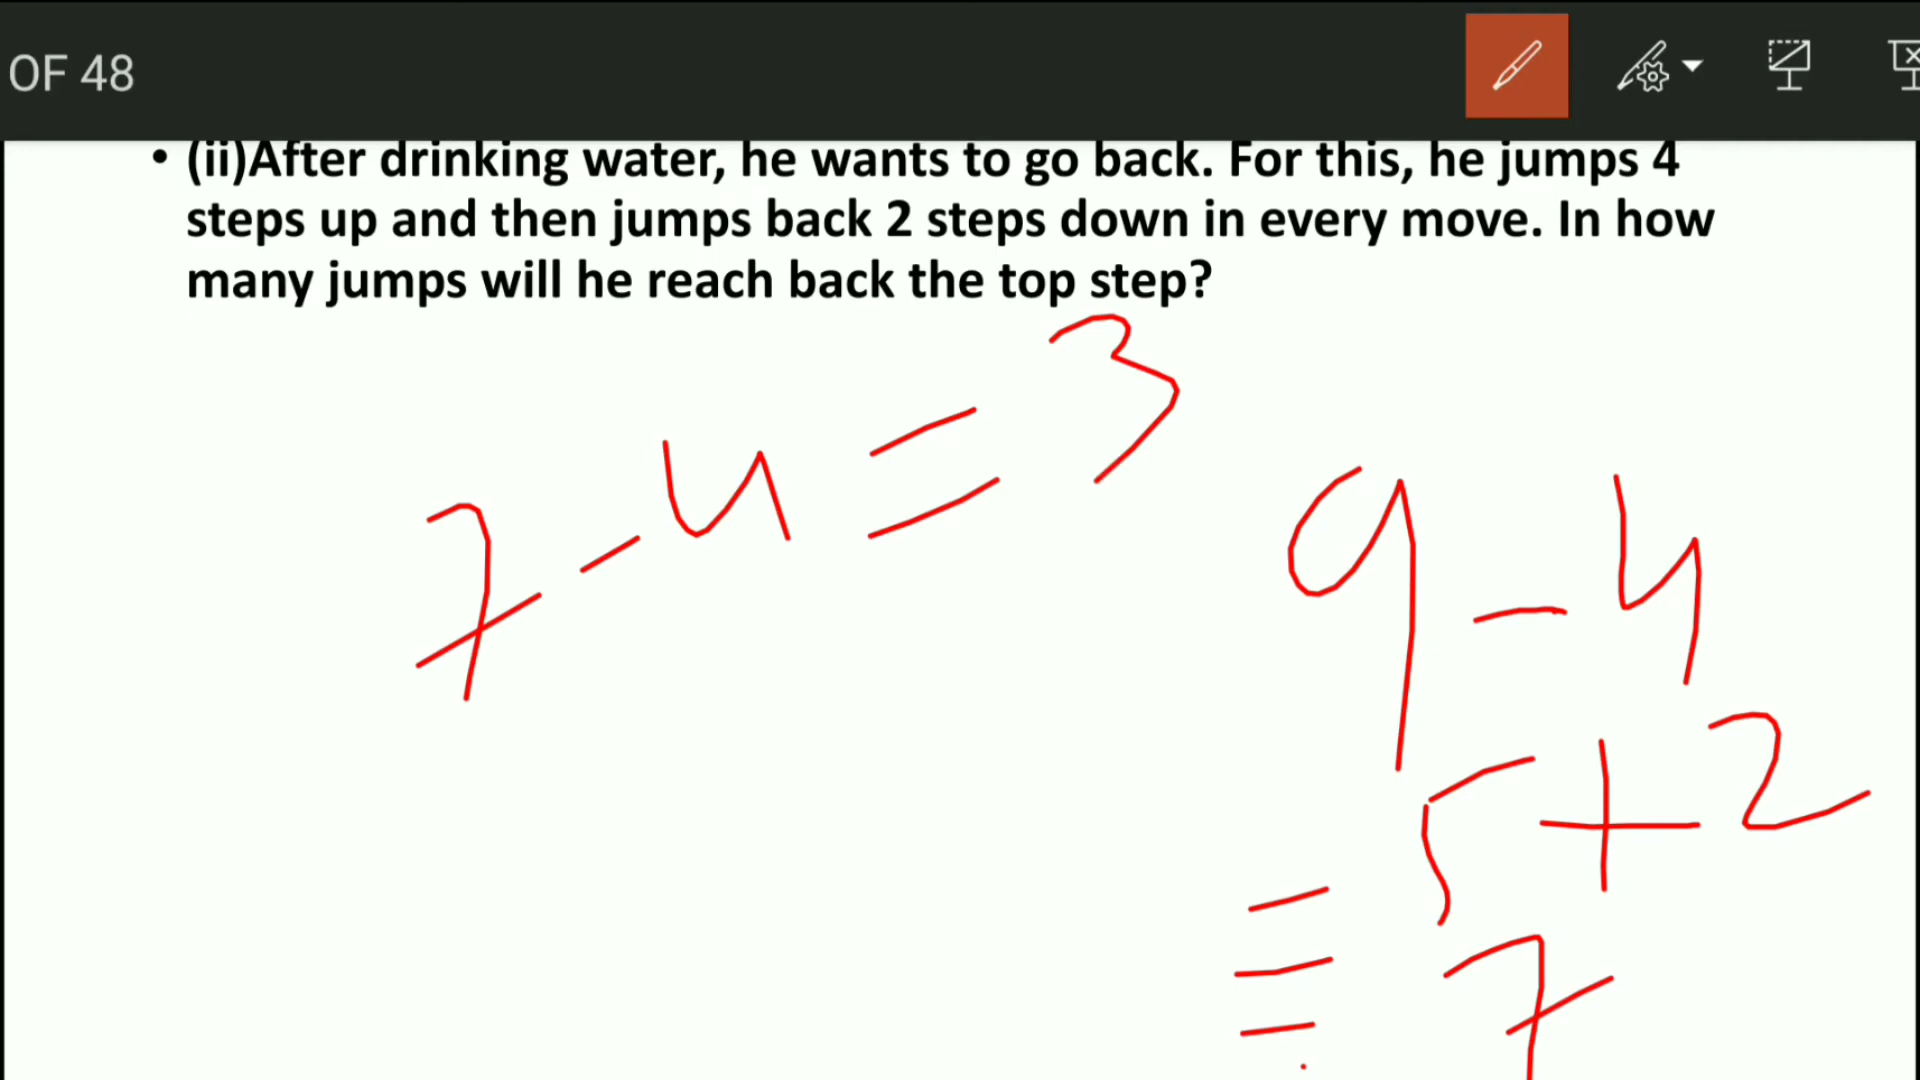 OF 48
• (ii)After drinking water, he wants to go back. For this, he jumps 4
steps up and then jumps back 2 steps down in every move. In how
many jumps will he reach back the top step?
7 - 4 = 3
9 - 4
5 + 2
7